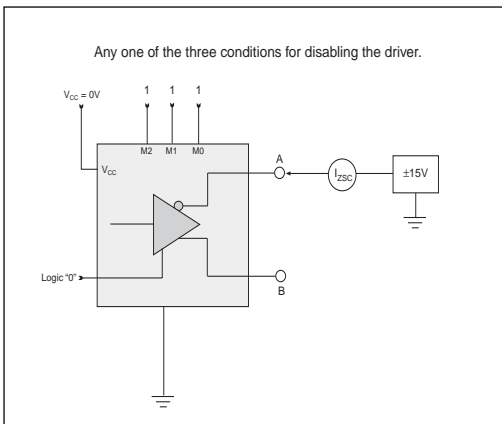 Any one of the three conditions for disabling the driver.
VCC = 0V
1 1 1
M2 M1 M0
VCC
A
IZSC
±15V
Logic “0”
B